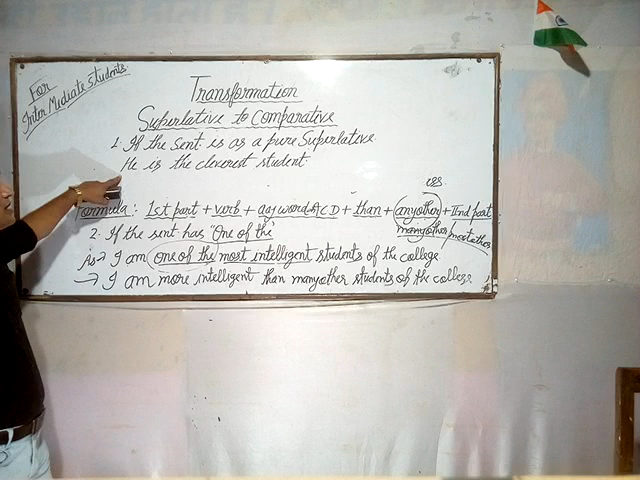 For
Inter Mediate Students
Transformation
Superlative to Comparative
1. If the sent is as a pure Superlative.
He is the cleverest student
Formula: 1st part + verb + adj word A C D + than + any other + IInd part
many other / most other
2. If the sent has 'One of the'
As → I am one of the most intelligent students of the college
→ I am more intelligent than many other students of the college